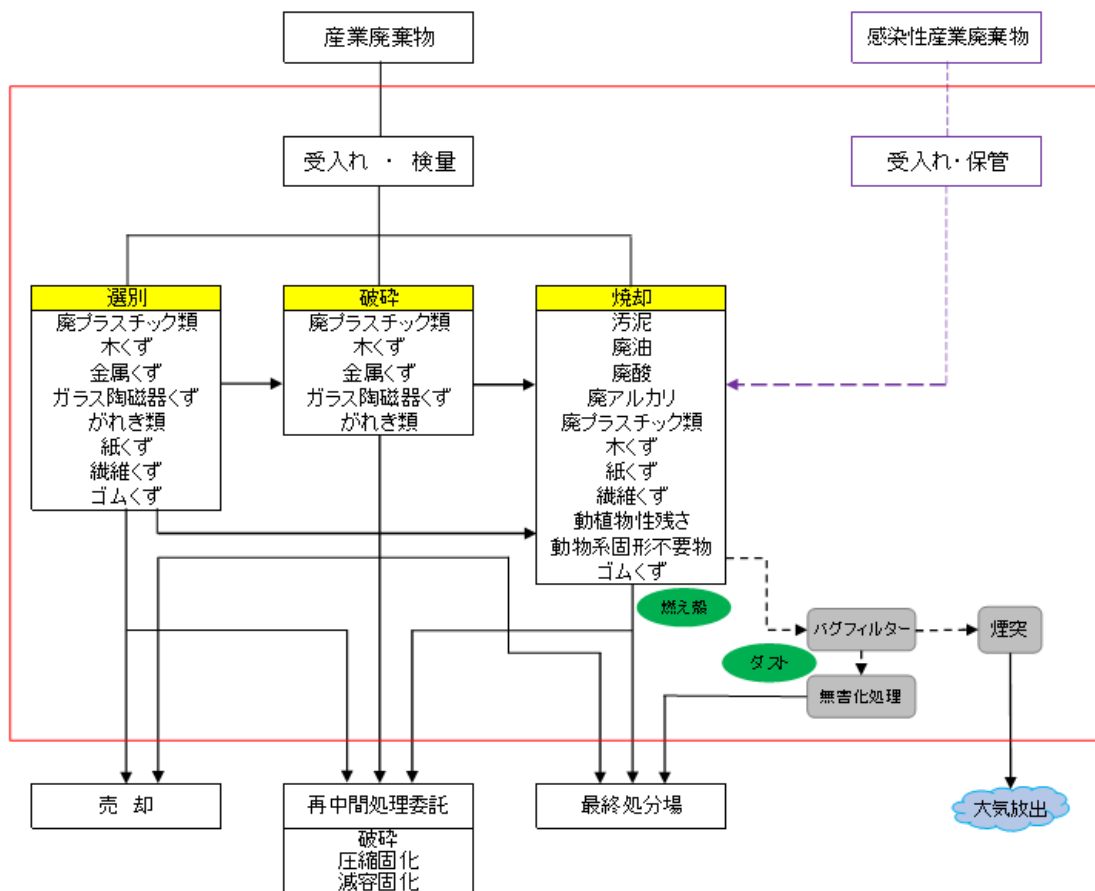 産業廃棄物
感染性産業廃棄物
受入れ ・ 検量
受入れ・保管
選別
廃プラスチック類
木くず
金属くず
ガラス陶磁器くず
がれき類
紙くず
繊維くず
ゴムくず
破砕
廃プラスチック類
木くず
金属くず
ガラス陶磁器くず
がれき類
焼却
汚泥
廃油
廃酸
廃アルカリ
廃プラスチック類
木くず
紙くず
繊維くず
動植物性残さ
動物系固形不要物
ゴムくず
燃え殻
バグフィルター
煙突
ダスト
無害化処理
売 却
再中間処理委託
破砕
圧縮固化
減容固化
最終処分場
大気放出